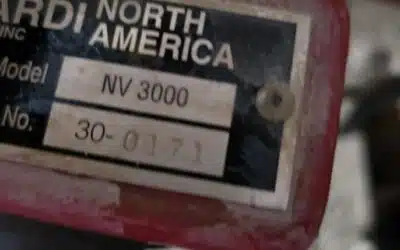 ARDI NORTH
INC AMERICA
Model NV 3000
No. 30-0171